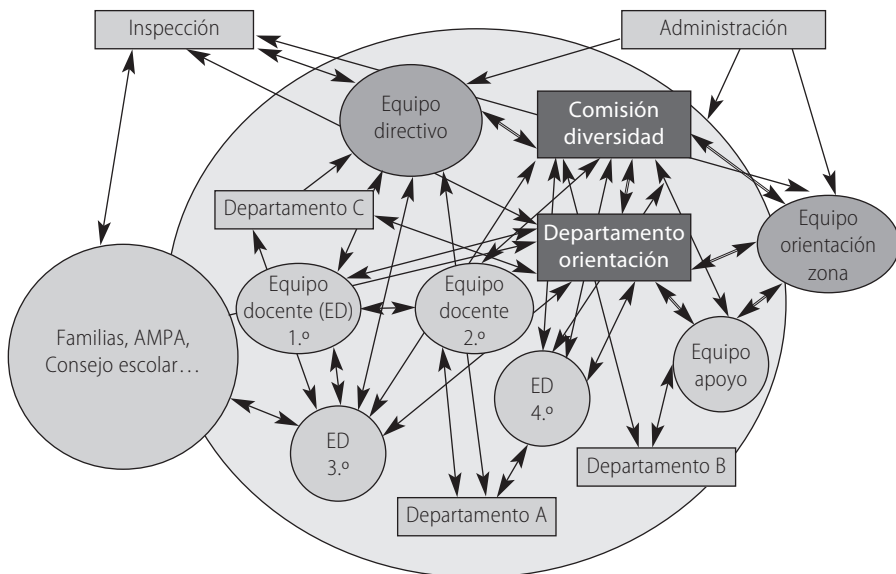 Inspección
Administración
Equipo
directivo
Comisión
diversidad
Departamento C
Departamento
orientación
Equipo
orientación
zona
Equipo
docente (ED)
1.º
Equipo
docente
2.º
Familias, AMPA,
Consejo escolar…
Equipo
apoyo
ED
4.º
ED
3.º
Departamento B
Departamento A